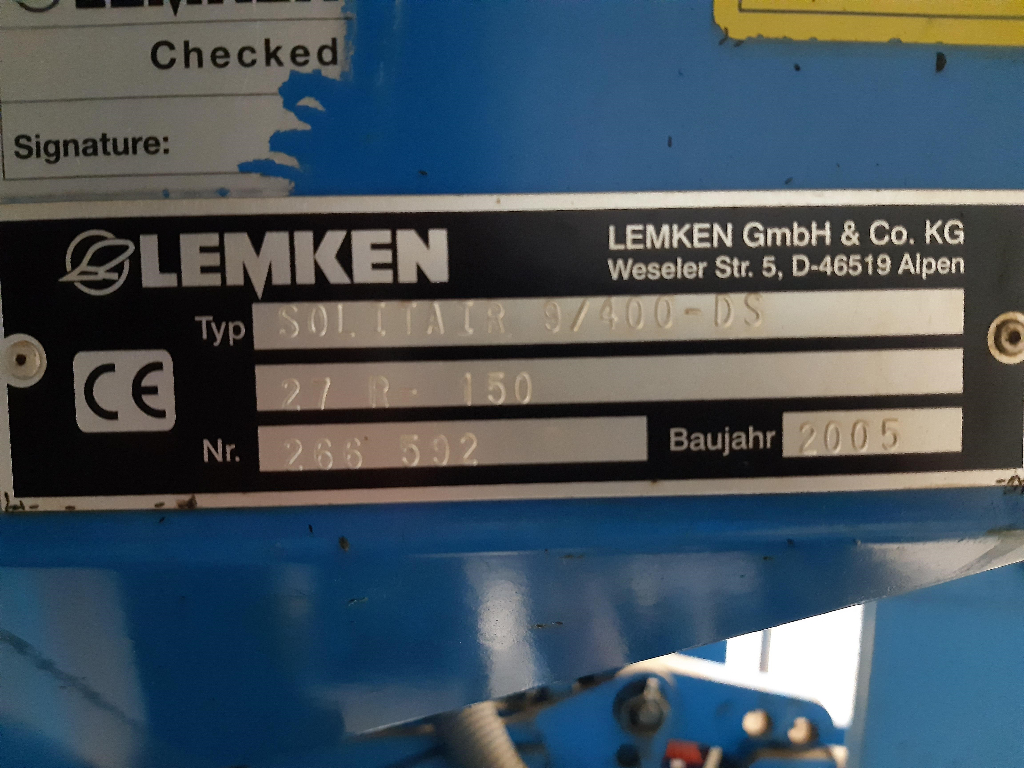 LEMKEN
Checked
Signature:
LEMKEN
LEMKEN GmbH & Co. KG
Weseler Str. 5, D-46519 Alpen
Typ SOLITAIR 9/400-DS
CE 27 R- 150
Nr. 266 592 Baujahr 2005